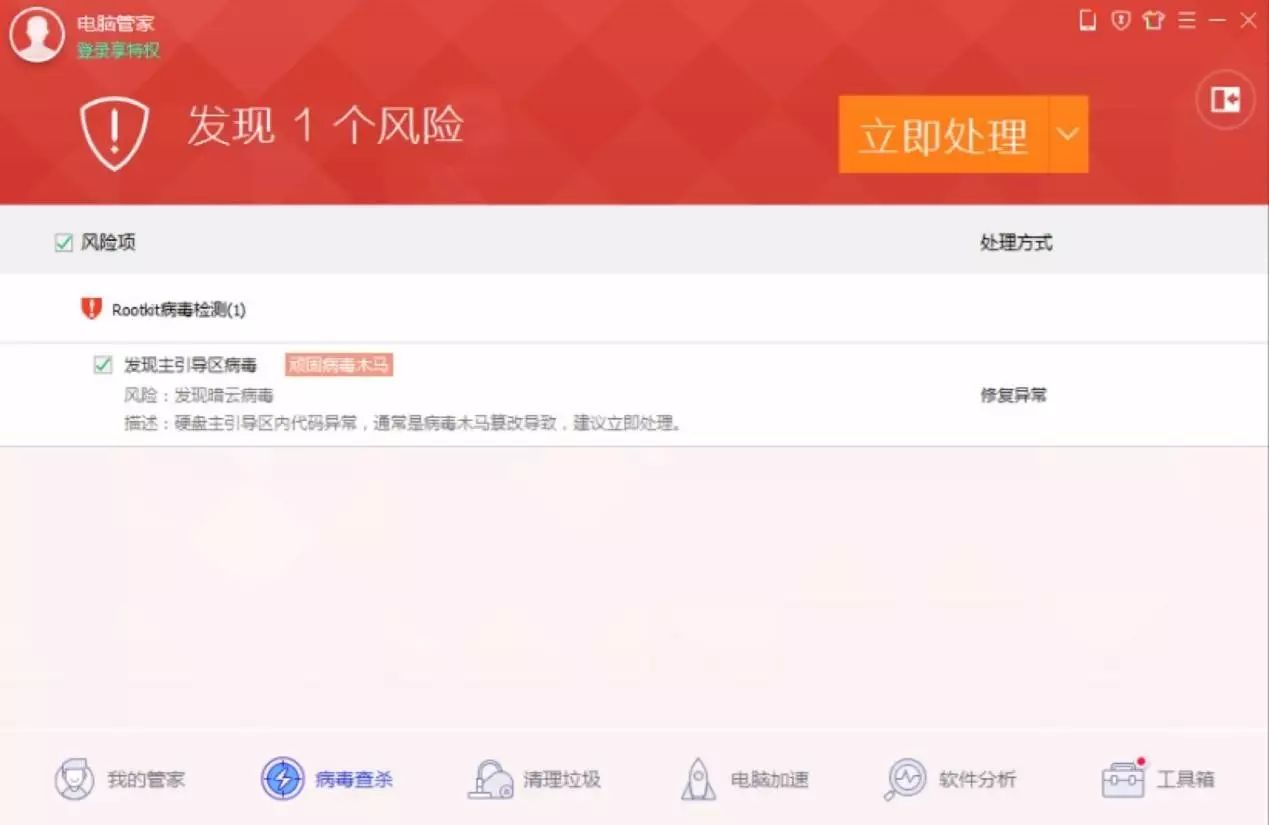 电脑管家
登录享特权
发现 1 个风险
立即处理
风险项 处理方式
Rootkit病毒检测(1)
发现主引导区病毒 顽固病毒木马
风险：发现暗云病毒 修复异常
描述：硬盘主引导区内代码异常，通常是病毒木马篡改导致，建议立即处理。
我的管家 病毒查杀 清理垃圾 电脑加速 软件分析 工具箱